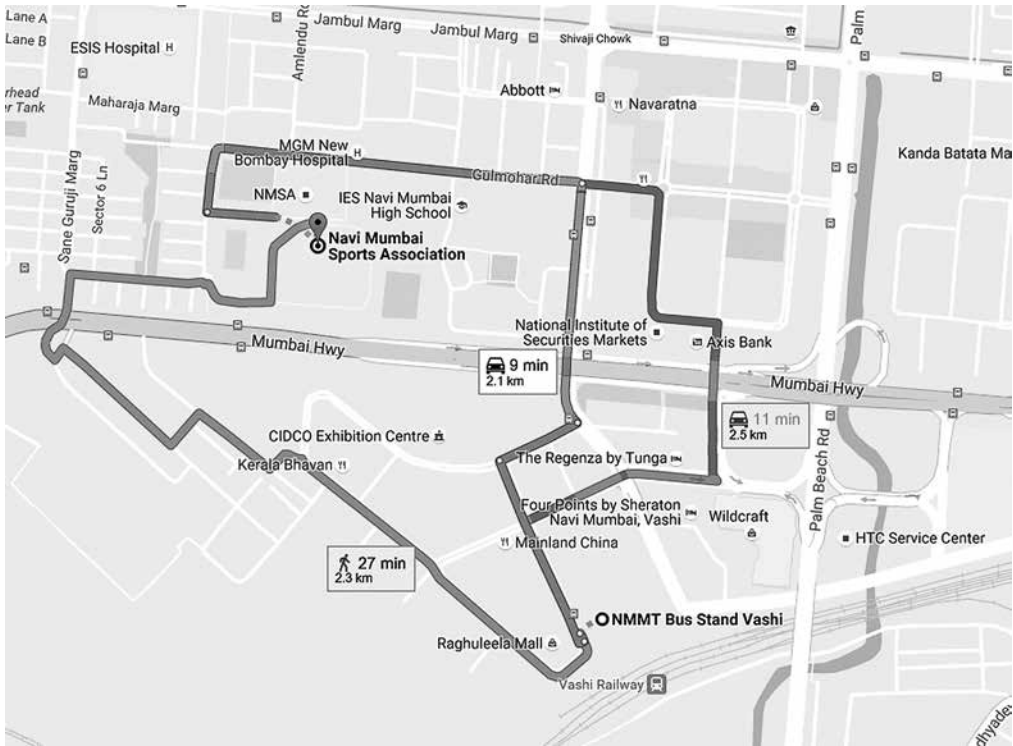 Lane A
Lane B
ESIS Hospital
Amlendu Ro
Jambul Marg
Jambul Marg
Shivaji Chowk
Palm
rhead
er Tank
Maharaja Marg
Abbott
Navaratna
Kanda Batata Ma
MGM New
Bombay Hospital
Gulmohar Rd
Sane Guruji Marg
Sector 6 Ln
NMSA
IES Navi Mumbai
High School
Navi Mumbai
Sports Association
Mumbai Hwy
National Institute of
Securities Markets
Axis Bank
9 min
2.1 km
Mumbai Hwy
11 min
2.5 km
CIDCO Exhibition Centre
Kerala Bhavan
The Regenza by Tunga
Palm Beach Rd
Four Points by Sheraton
Navi Mumbai, Vashi
Wildcraft
Mainland China
HTC Service Center
27 min
2.3 km
NMMT Bus Stand Vashi
Raghuleela Mall
Vashi Railway
dhyadev